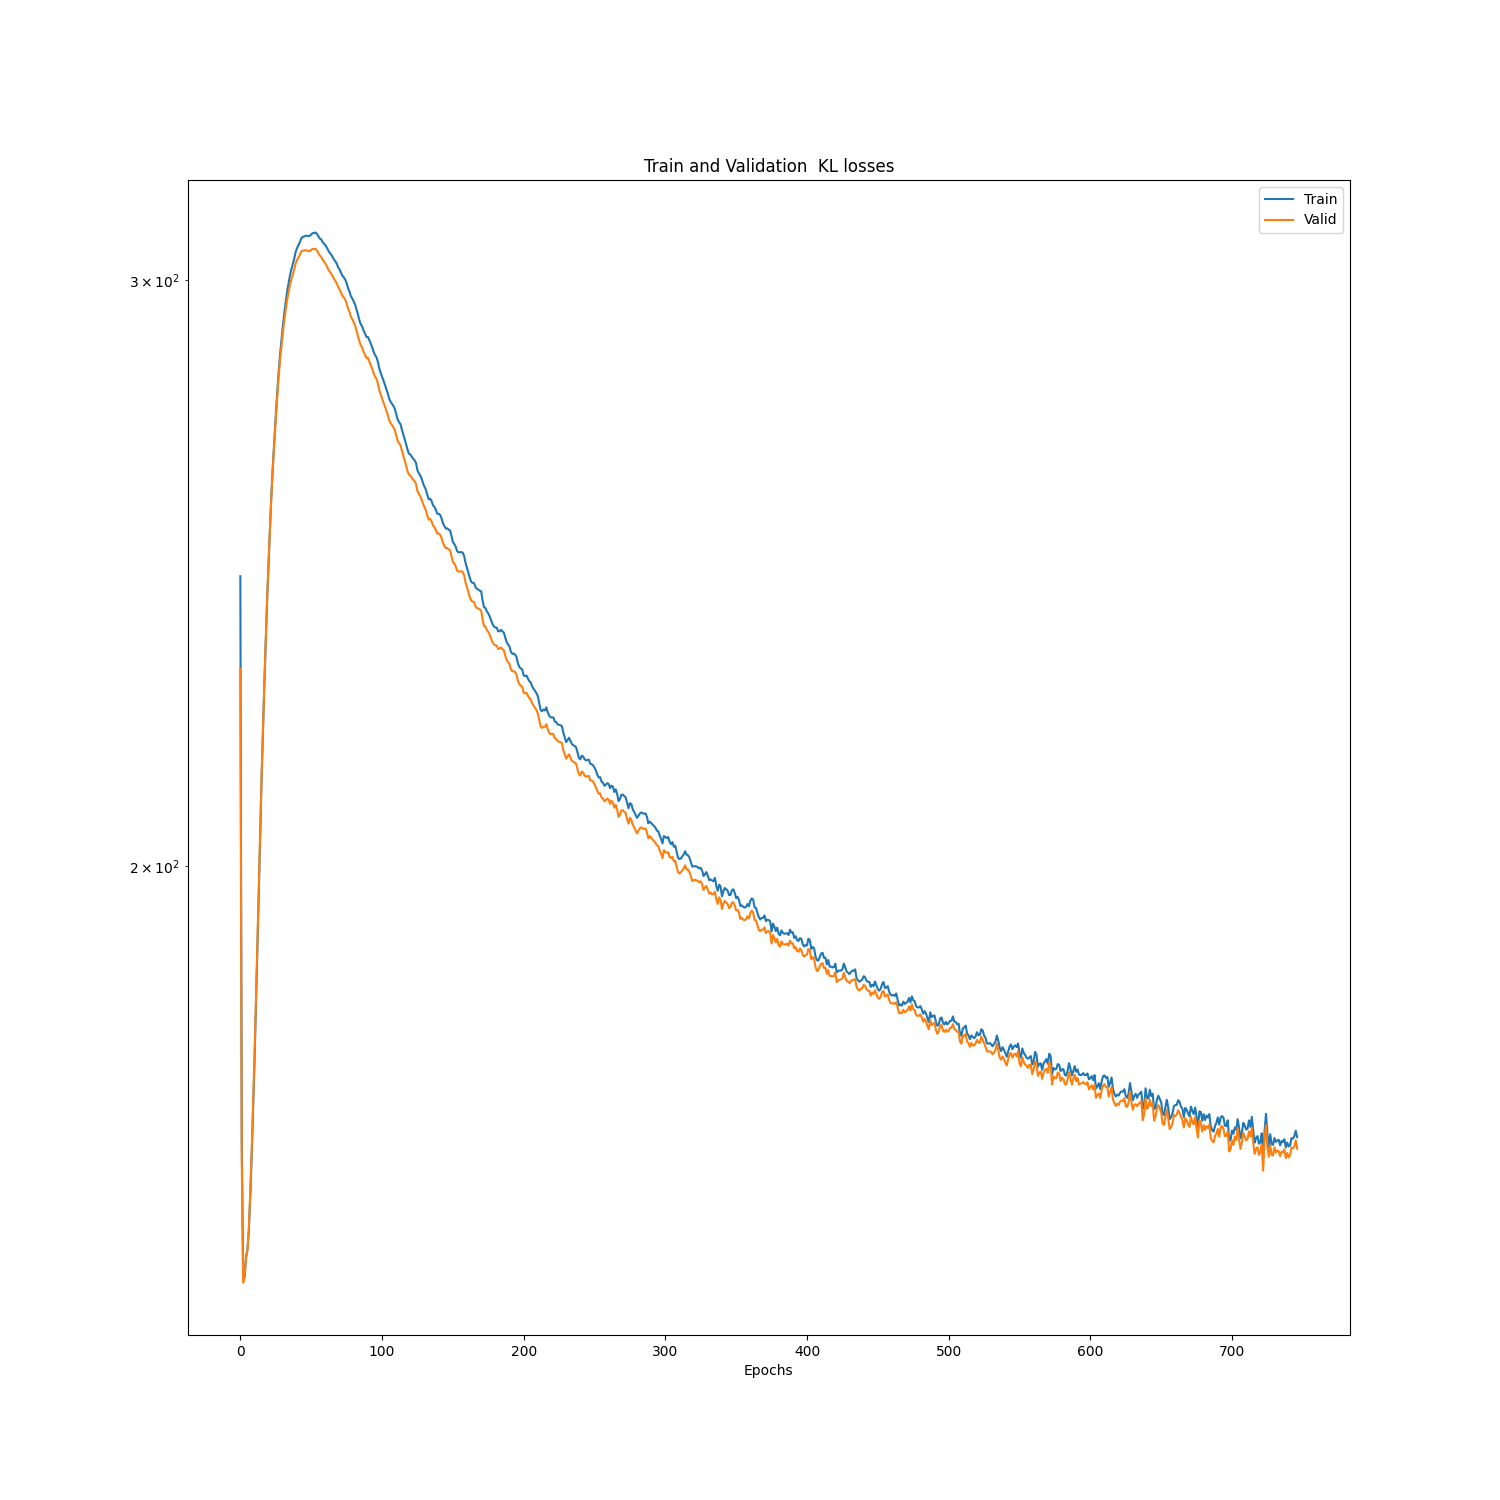 Train and Validation  KL losses
Train
Valid
3 × 10²
2 × 10²
0 100 200 300 400 500 600 700
Epochs